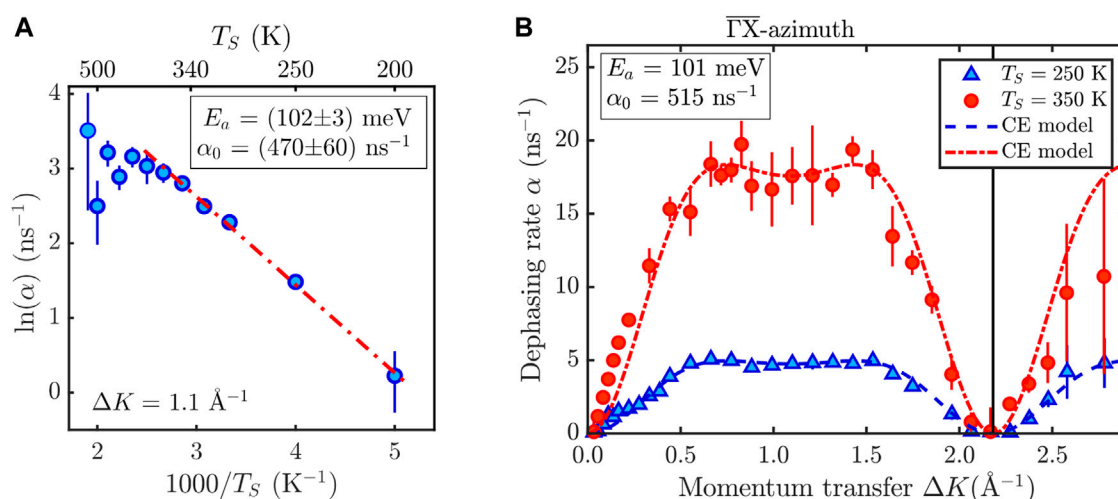 A
T_S (K)
500 340 250 200
4
3
2
1
0
ln(α) (ns⁻¹)
E_a = (102±3) meV
α₀ = (470±60) ns⁻¹
ΔK = 1.1 Å⁻¹
2 3 4 5
1000/T_S (K⁻¹)
B
Γ̅X̅-azimuth
25
20
15
10
5
0
Dephasing rate α (ns⁻¹)
E_a = 101 meV
α₀ = 515 ns⁻¹
T_S = 250 K
T_S = 350 K
CE model
CE model
0.0 0.5 1.0 1.5 2.0 2.5
Momentum transfer ΔK(Å⁻¹)